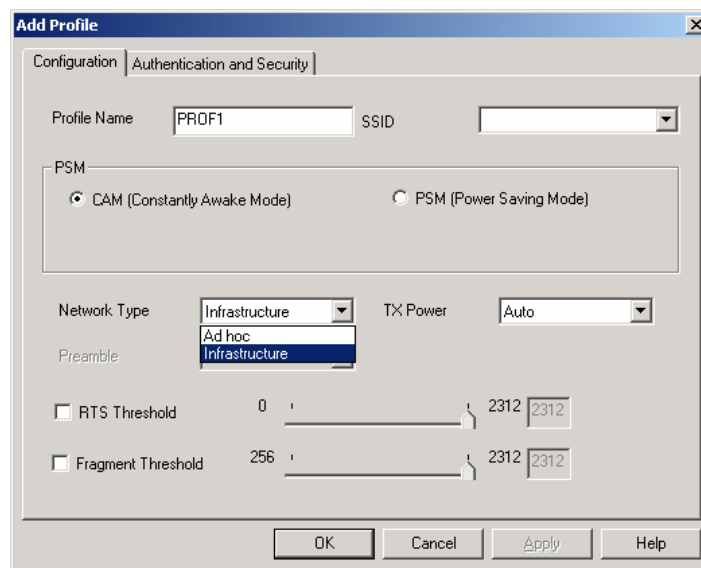 Add Profile
Configuration Authentication and Security
Profile Name PROF1 SSID
PSM
CAM (Constantly Awake Mode) PSM (Power Saving Mode)
Network Type Infrastructure TX Power Auto
Ad hoc
Infrastructure
Preamble
RTS Threshold 0 2312 2312
Fragment Threshold 256 2312 2312
OK Cancel Apply Help